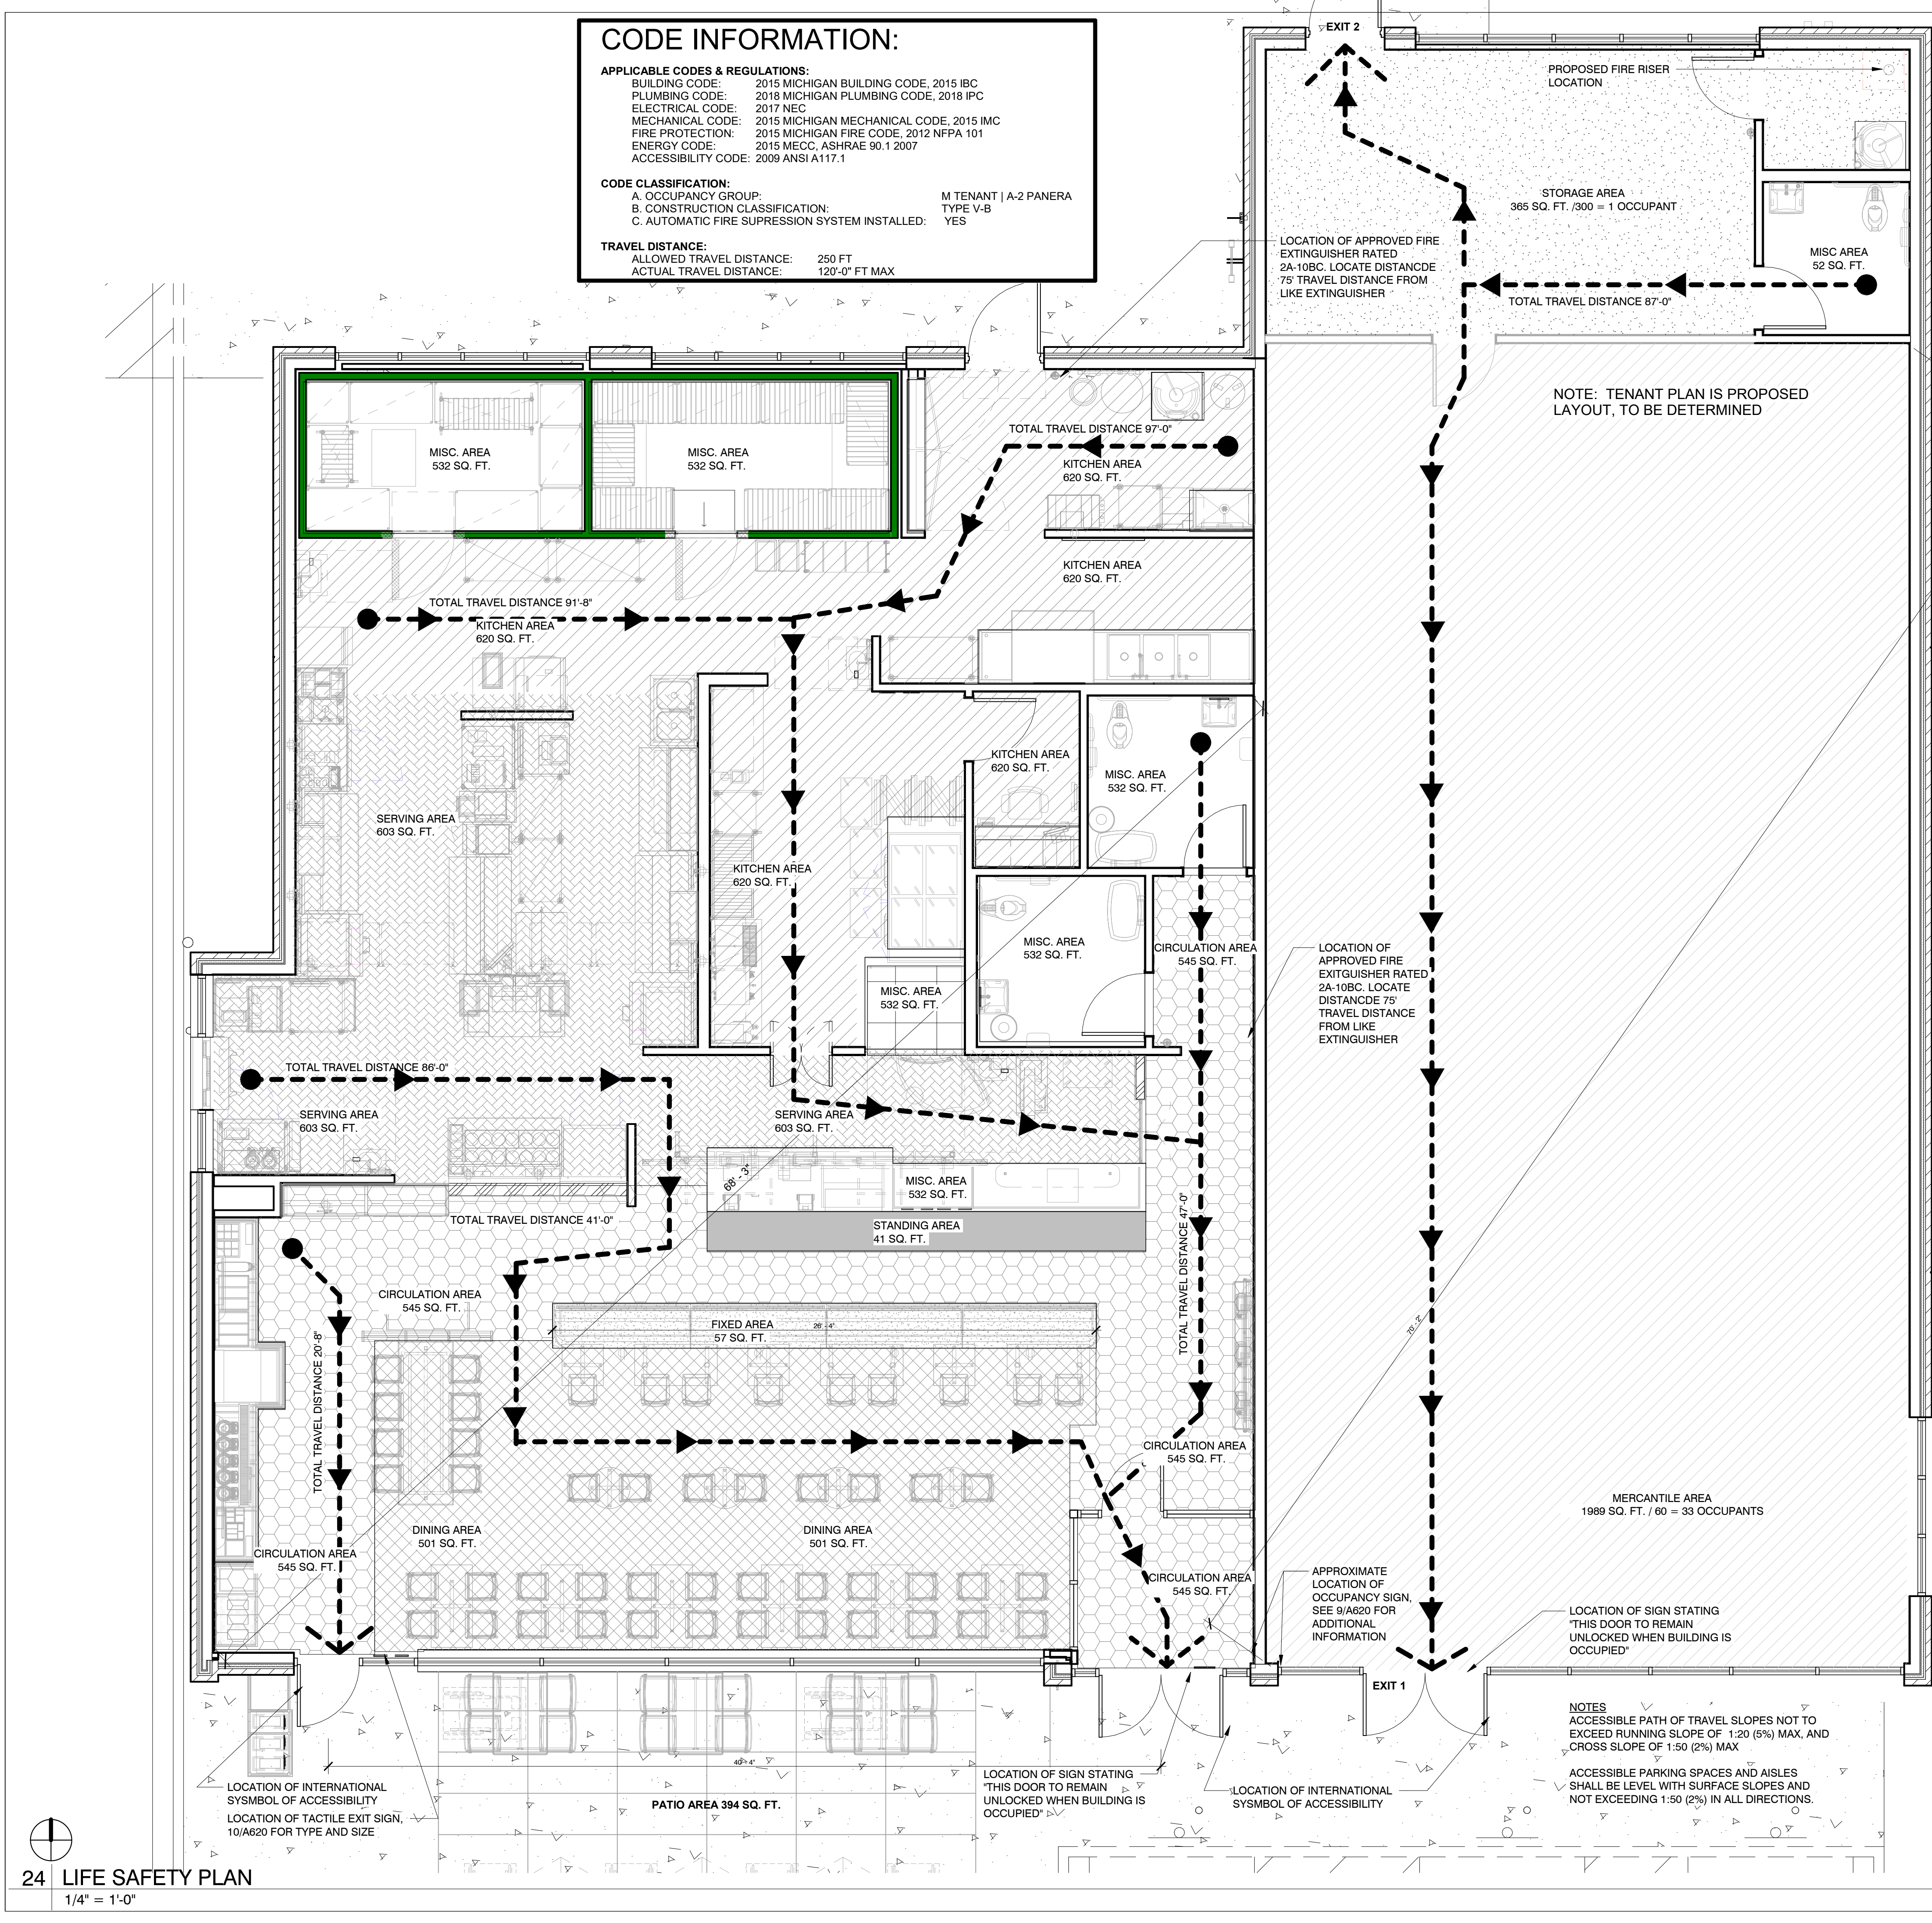 CODE INFORMATION:
APPLICABLE CODES & REGULATIONS:
BUILDING CODE: 2015 MICHIGAN BUILDING CODE, 2015 IBC
PLUMBING CODE: 2018 MICHIGAN PLUMBING CODE, 2018 IPC
ELECTRICAL CODE: 2017 NEC
MECHANICAL CODE: 2015 MICHIGAN MECHANICAL CODE, 2015 IMC
FIRE PROTECTION: 2015 MICHIGAN FIRE CODE, 2012 NFPA 101
ENERGY CODE: 2015 MECC, ASHRAE 90.1 2007
ACCESSIBILITY CODE: 2009 ANSI A117.1
CODE CLASSIFICATION:
A. OCCUPANCY GROUP: M TENANT | A-2 PANERA
B. CONSTRUCTION CLASSIFICATION: TYPE V-B
C. AUTOMATIC FIRE SUPRESSION SYSTEM INSTALLED: YES
TRAVEL DISTANCE:
ALLOWED TRAVEL DISTANCE: 250 FT
ACTUAL TRAVEL DISTANCE: 120'-0" FT MAX
EXIT 2
PROPOSED FIRE RISER
LOCATION
STORAGE AREA
365 SQ. FT. /300 = 1 OCCUPANT
MISC AREA
52 SQ. FT.
LOCATION OF APPROVED FIRE
EXTINGUISHER RATED
2A-10BC. LOCATE DISTANCDE
75' TRAVEL DISTANCE FROM
LIKE EXTINGUISHER
TOTAL TRAVEL DISTANCE 87'-0"
NOTE: TENANT PLAN IS PROPOSED
LAYOUT, TO BE DETERMINED
MISC. AREA
532 SQ. FT.
MISC. AREA
532 SQ. FT.
TOTAL TRAVEL DISTANCE 97'-0"
KITCHEN AREA
620 SQ. FT.
KITCHEN AREA
620 SQ. FT.
TOTAL TRAVEL DISTANCE 91'-8"
KITCHEN AREA
620 SQ. FT.
KITCHEN AREA
620 SQ. FT.
MISC. AREA
532 SQ. FT.
SERVING AREA
603 SQ. FT.
KITCHEN AREA
620 SQ. FT.
MISC. AREA
532 SQ. FT.
CIRCULATION AREA
545 SQ. FT.
LOCATION OF
APPROVED FIRE
EXITGUISHER RATED
2A-10BC. LOCATE
DISTANCDE 75'
TRAVEL DISTANCE
FROM LIKE
EXTINGUISHER
MISC. AREA
532 SQ. FT.
TOTAL TRAVEL DISTANCE 86'-0"
SERVING AREA
603 SQ. FT.
SERVING AREA
603 SQ. FT.
68' - 3"
MISC. AREA
532 SQ. FT.
TOTAL TRAVEL DISTANCE 41'-0"
STANDING AREA
41 SQ. FT.
TOTAL TRAVEL DISTANCE 47'-0"
CIRCULATION AREA
545 SQ. FT.
FIXED AREA
57 SQ. FT.
26' - 4"
70' - 2"
TOTAL TRAVEL DISTANCE 20'-8"
CIRCULATION AREA
545 SQ. FT.
MERCANTILE AREA
1989 SQ. FT. / 60 = 33 OCCUPANTS
DINING AREA
501 SQ. FT.
DINING AREA
501 SQ. FT.
CIRCULATION AREA
545 SQ. FT.
CIRCULATION AREA
545 SQ. FT.
APPROXIMATE
LOCATION OF
OCCUPANCY SIGN,
SEE 9/A620 FOR
ADDITIONAL
INFORMATION
LOCATION OF SIGN STATING
"THIS DOOR TO REMAIN
UNLOCKED WHEN BUILDING IS
OCCUPIED"
EXIT 1
NOTES
ACCESSIBLE PATH OF TRAVEL SLOPES NOT TO
EXCEED RUNNING SLOPE OF 1:20 (5%) MAX, AND
CROSS SLOPE OF 1:50 (2%) MAX
ACCESSIBLE PARKING SPACES AND AISLES
SHALL BE LEVEL WITH SURFACE SLOPES AND
NOT EXCEEDING 1:50 (2%) IN ALL DIRECTIONS.
40' - 4"
LOCATION OF INTERNATIONAL
SYSMBOL OF ACCESSIBILITY
LOCATION OF TACTILE EXIT SIGN,
10/A620 FOR TYPE AND SIZE
PATIO AREA 394 SQ. FT.
LOCATION OF SIGN STATING
"THIS DOOR TO REMAIN
UNLOCKED WHEN BUILDING IS
OCCUPIED"
LOCATION OF INTERNATIONAL
SYSMBOL OF ACCESSIBILITY
24 LIFE SAFETY PLAN
1/4" = 1'-0"